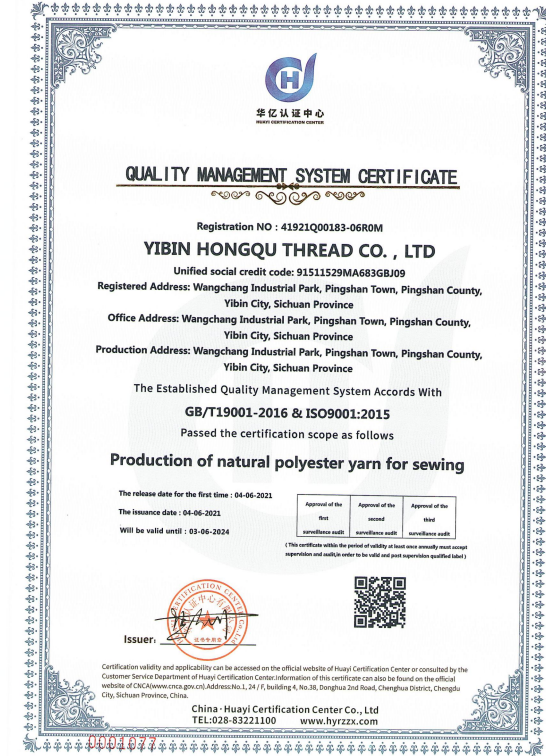 华亿认证中心
HUAYI CERTIFICATION CENTER
QUALITY MANAGEMENT SYSTEM CERTIFICATE
Registration NO : 41921Q00183-06R0M
YIBIN HONGQU THREAD CO. , LTD
Unified social credit code: 91511529MA683GBJ09
Registered Address: Wangchang Industrial Park, Pingshan Town, Pingshan County,
Yibin City, Sichuan Province
Office Address: Wangchang Industrial Park, Pingshan Town, Pingshan County,
Yibin City, Sichuan Province
Production Address: Wangchang Industrial Park, Pingshan Town, Pingshan County,
Yibin City, Sichuan Province
The Established Quality Management System Accords With
GB/T19001-2016 & ISO9001:2015
Passed the certification scope as follows
Production of natural polyester yarn for sewing
The release date for the first time : 04-06-2021
The issuance date : 04-06-2021
Will be valid until : 03-06-2024
Approval of the first surveillance audit
Approval of the second surveillance audit
Approval of the third surveillance audit
( This certificate within the period of validity at least once annually must accept
supervision and audit,in order to be valid and post supervision qualified label )
Issuer:
证书专用章
Certification validity and applicability can be accessed on the official website of Huayi Certification Center or consulted by the
Customer Service Department of Huayi Certification Center.Information of this certificate can also be found on the official
website of CNCA(www.cnca.gov.cn).Address:No.1, 24 / F, building 4, No.38, Donghua 2nd Road, Chenghua District, Chengdu
City, Sichuan Province, China.
China·Huayi Certification Center Co., Ltd
TEL:028-83221100 www.hyrzzx.com